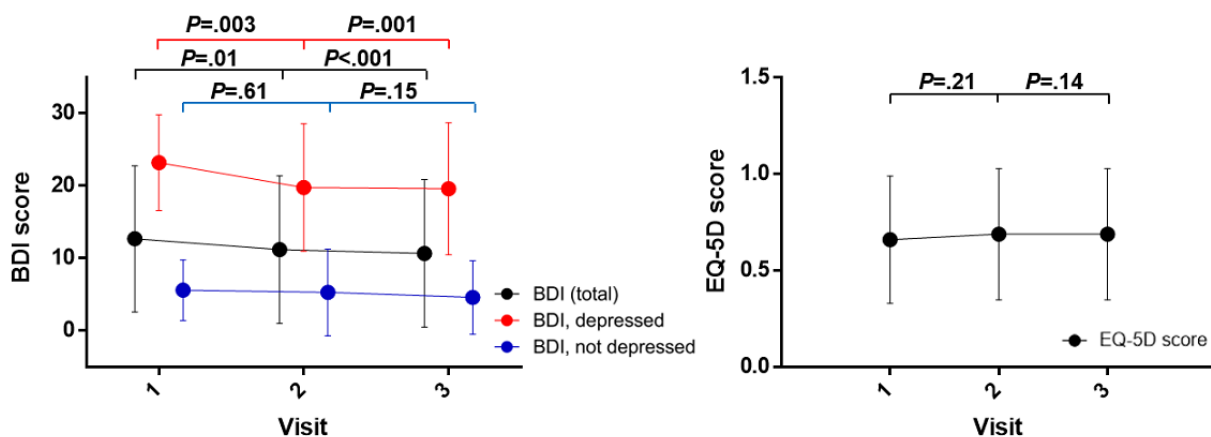 P=.003 P=.001
P=.01 P<.001
P=.61 P=.15
30
20
10
0
BDI score
BDI (total)
BDI, depressed
BDI, not depressed
1 2 3
Visit
P=.21 P=.14
1.5
1.0
0.5
0.0
EQ-5D score
EQ-5D score
1 2 3
Visit